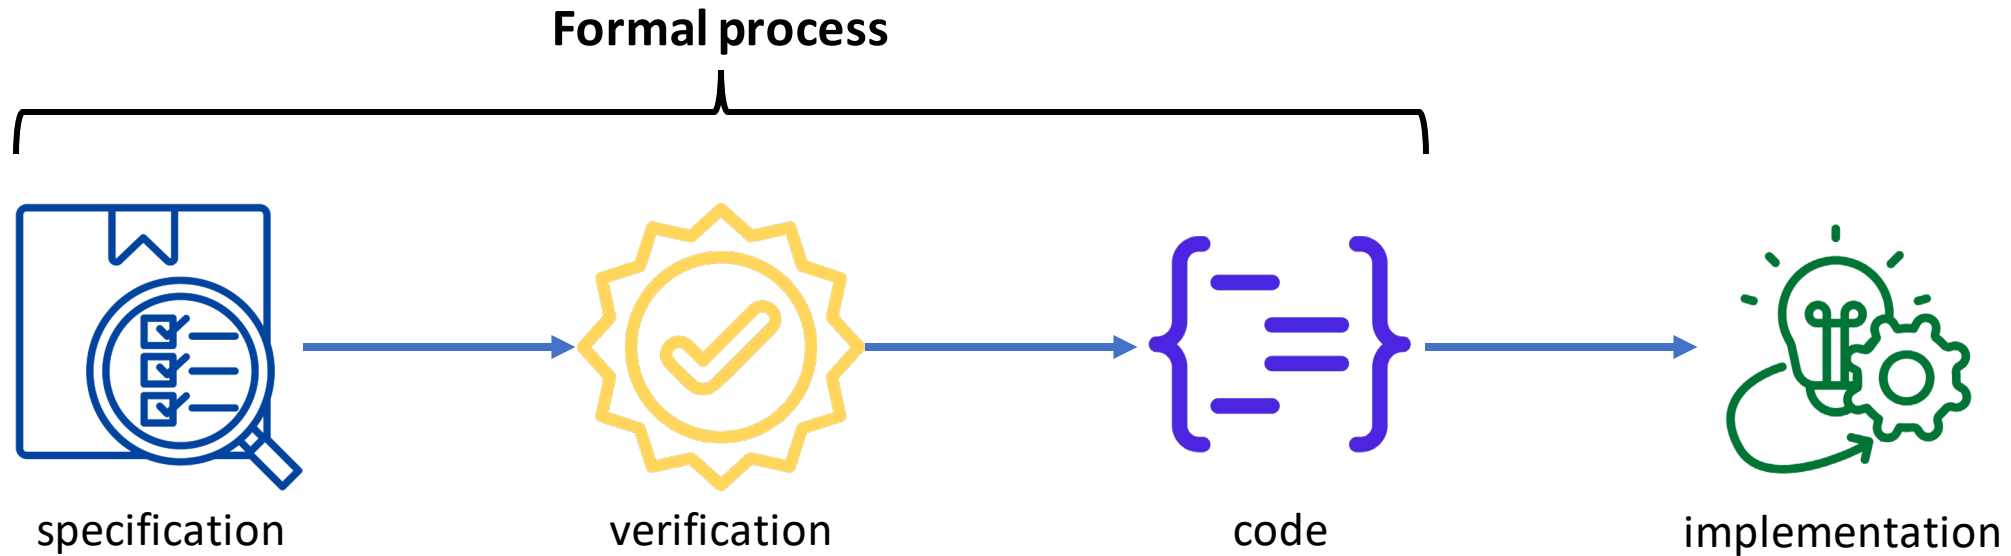 Formal process
specification
verification
code
implementation